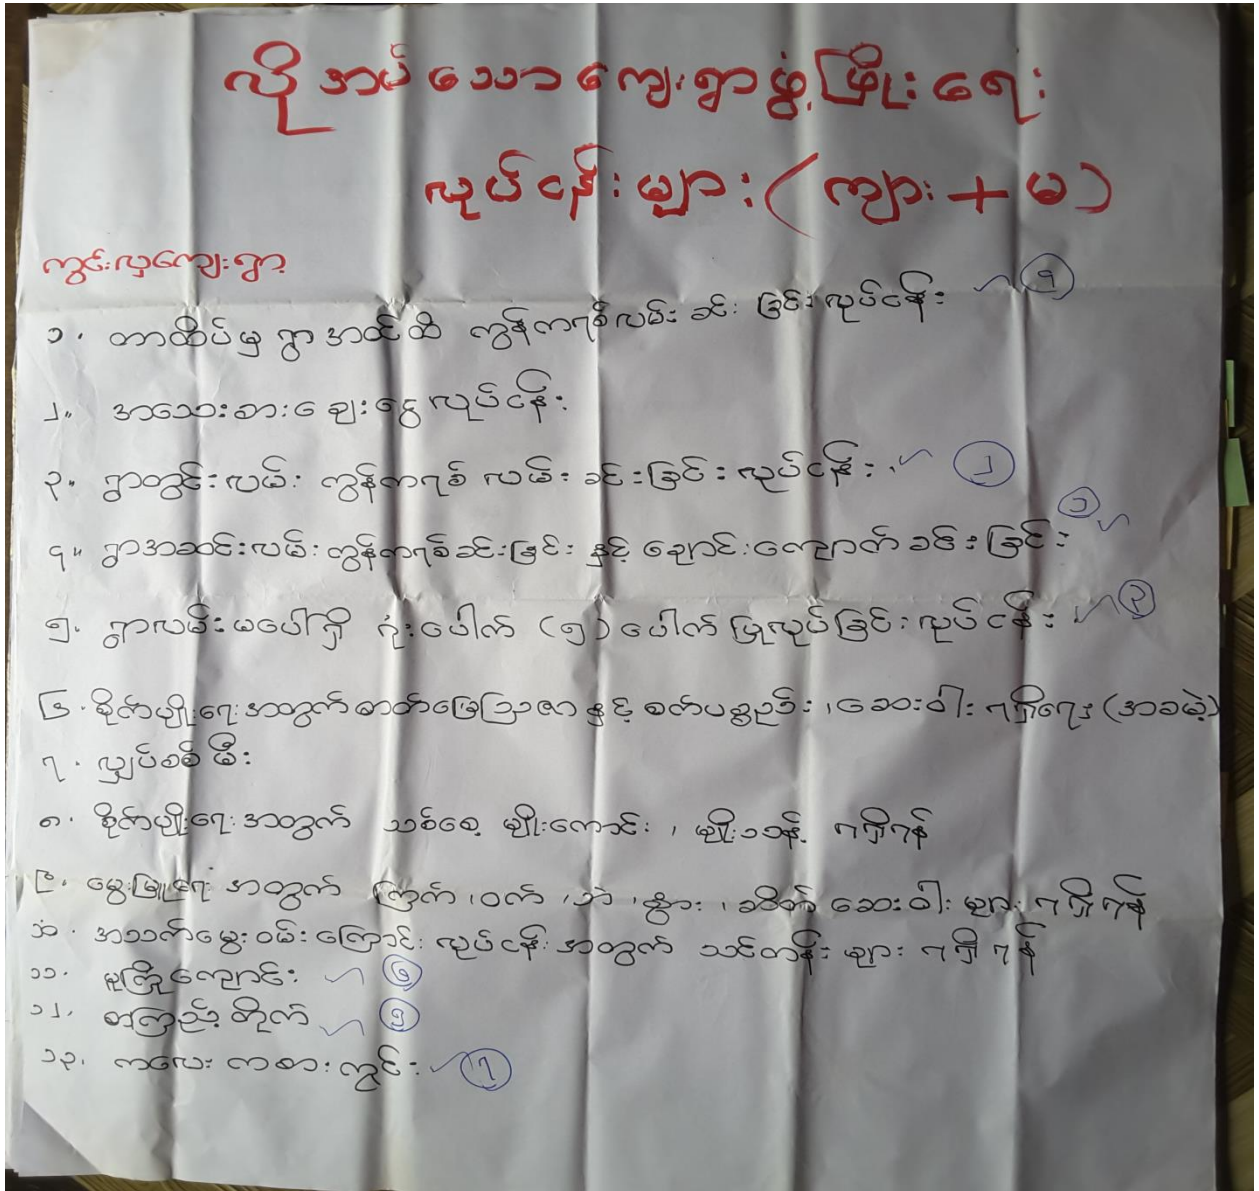 လိုအပ်သောကျေးရွာဖွံ့ဖြိုးရေး
လုပ်ငန်းများ (ကျား + မ)
ကွင်းလှကျေးရွာ
၁. တာထိပ်မှ ရွာအထိ ကွန်ကရစ်လမ်းခင်းခြင်းလုပ်ငန်း ၄
၂။ အသေးစားချေးငွေလုပ်ငန်း
၃။ ရွာတွင်းလမ်း ကွန်ကရစ် လမ်းခင်းခြင်းလုပ်ငန်း ၂
၄။ ရွာအဆင်းလမ်းကွန်ကရစ်ခင်းခြင်း နှင့် ချောင်းကျောက်ခင်းခြင်း ၁
၅. ရွာလမ်းမပေါ်ရှိ ဂုံးပေါက် (၅) ပေါက် ပြုလုပ်ခြင်းလုပ်ငန်း ၃
၆. စိုက်ပျိုးရေးအတွက်ဓာတ်မြေဩဇာနှင့် စက်ပစ္စည်း ၊ ဆေးဝါး ရရှိရေး (အခမဲ့)
၇. လျှပ်စစ်မီး
၈. စိုက်ပျိုးရေးအတွက် သစ်စေ့ မျိုးကောင်း ၊ မျိုးသန့် ရရှိရန်
၉. မွေးမြူရေး အတွက် ကြက် ၊ ဝက် ၊ ဘဲ ၊ နွား ၊ ဆိတ် ဆေးဝါးများ ရရှိရန်
၁၀. အသက်မွေးဝမ်းကြောင်း လုပ်ငန်းအတွက် သင်တန်းများ ရရှိရန်
၁၁. မူကြိုကျောင်း ၆
၁၂. စာကြည့်တိုက် ၅
၁၃. ကလေးကစားကွင်း ၇